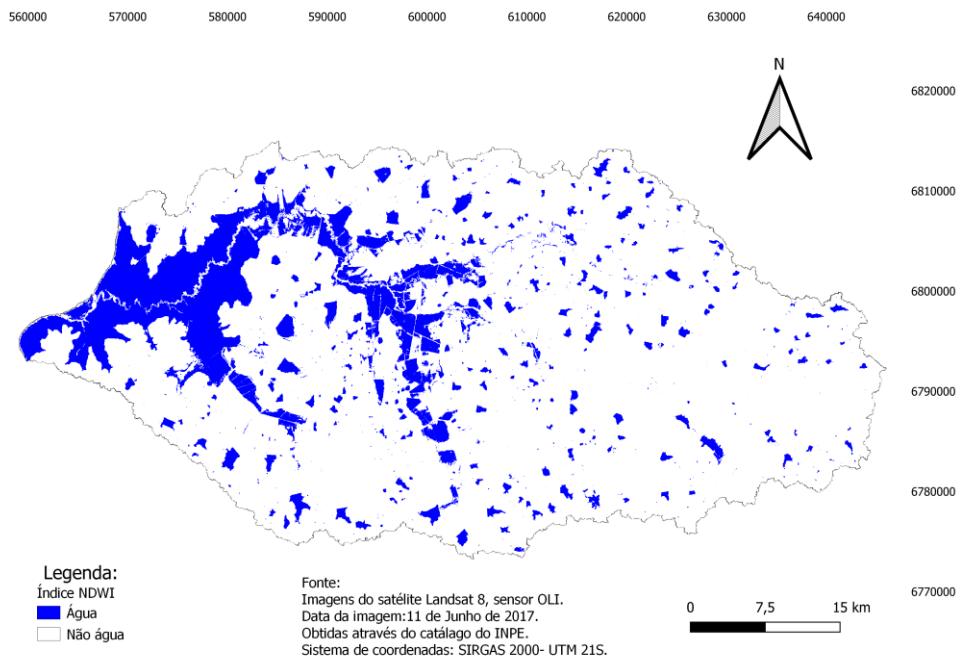 560000 570000 580000 590000 600000 610000 620000 630000 640000
N
6820000
6810000
6800000
6790000
6780000
6770000
Legenda:
Índice NDWI
Água
Não água
Fonte:
Imagens do satélite Landsat 8, sensor OLI.
Data da imagem:11 de Junho de 2017.
Obtidas através do catálago do INPE.
Sistema de coordenadas: SIRGAS 2000- UTM 21S.
0 7,5 15 km